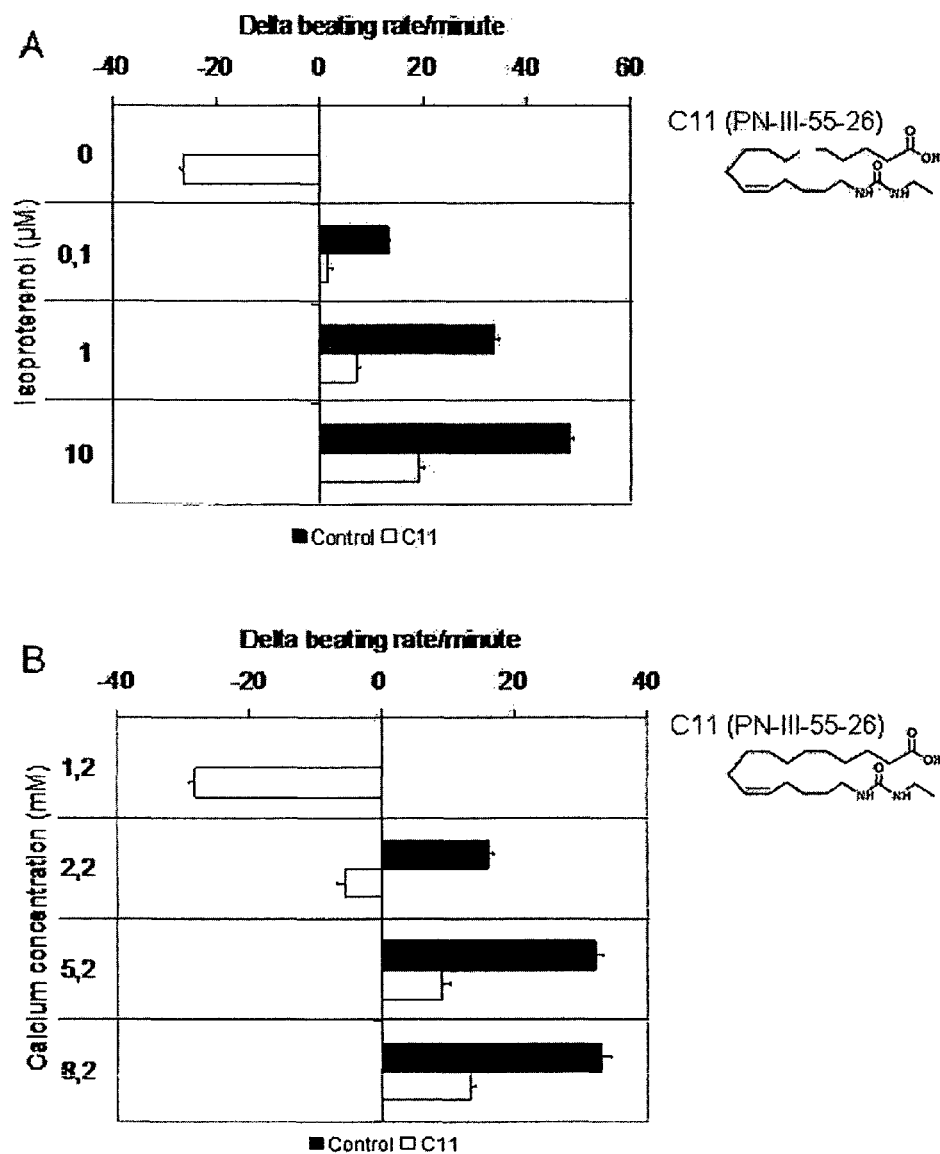 A
Delta beating rate/minute
-40 -20 0 20 40 60
Isoproterenol (µM)
0
0,1
1
10
■ Control □ C11
C11 (PN-III-55-26)
O
OH
O
NH NH
B
Delta beating rate/minute
-40 -20 0 20 40
Calcium concentration (mM)
1,2
2,2
5,2
8,2
■ Control □ C11
C11 (PN-III-55-26)
O
OH
O
NH NH